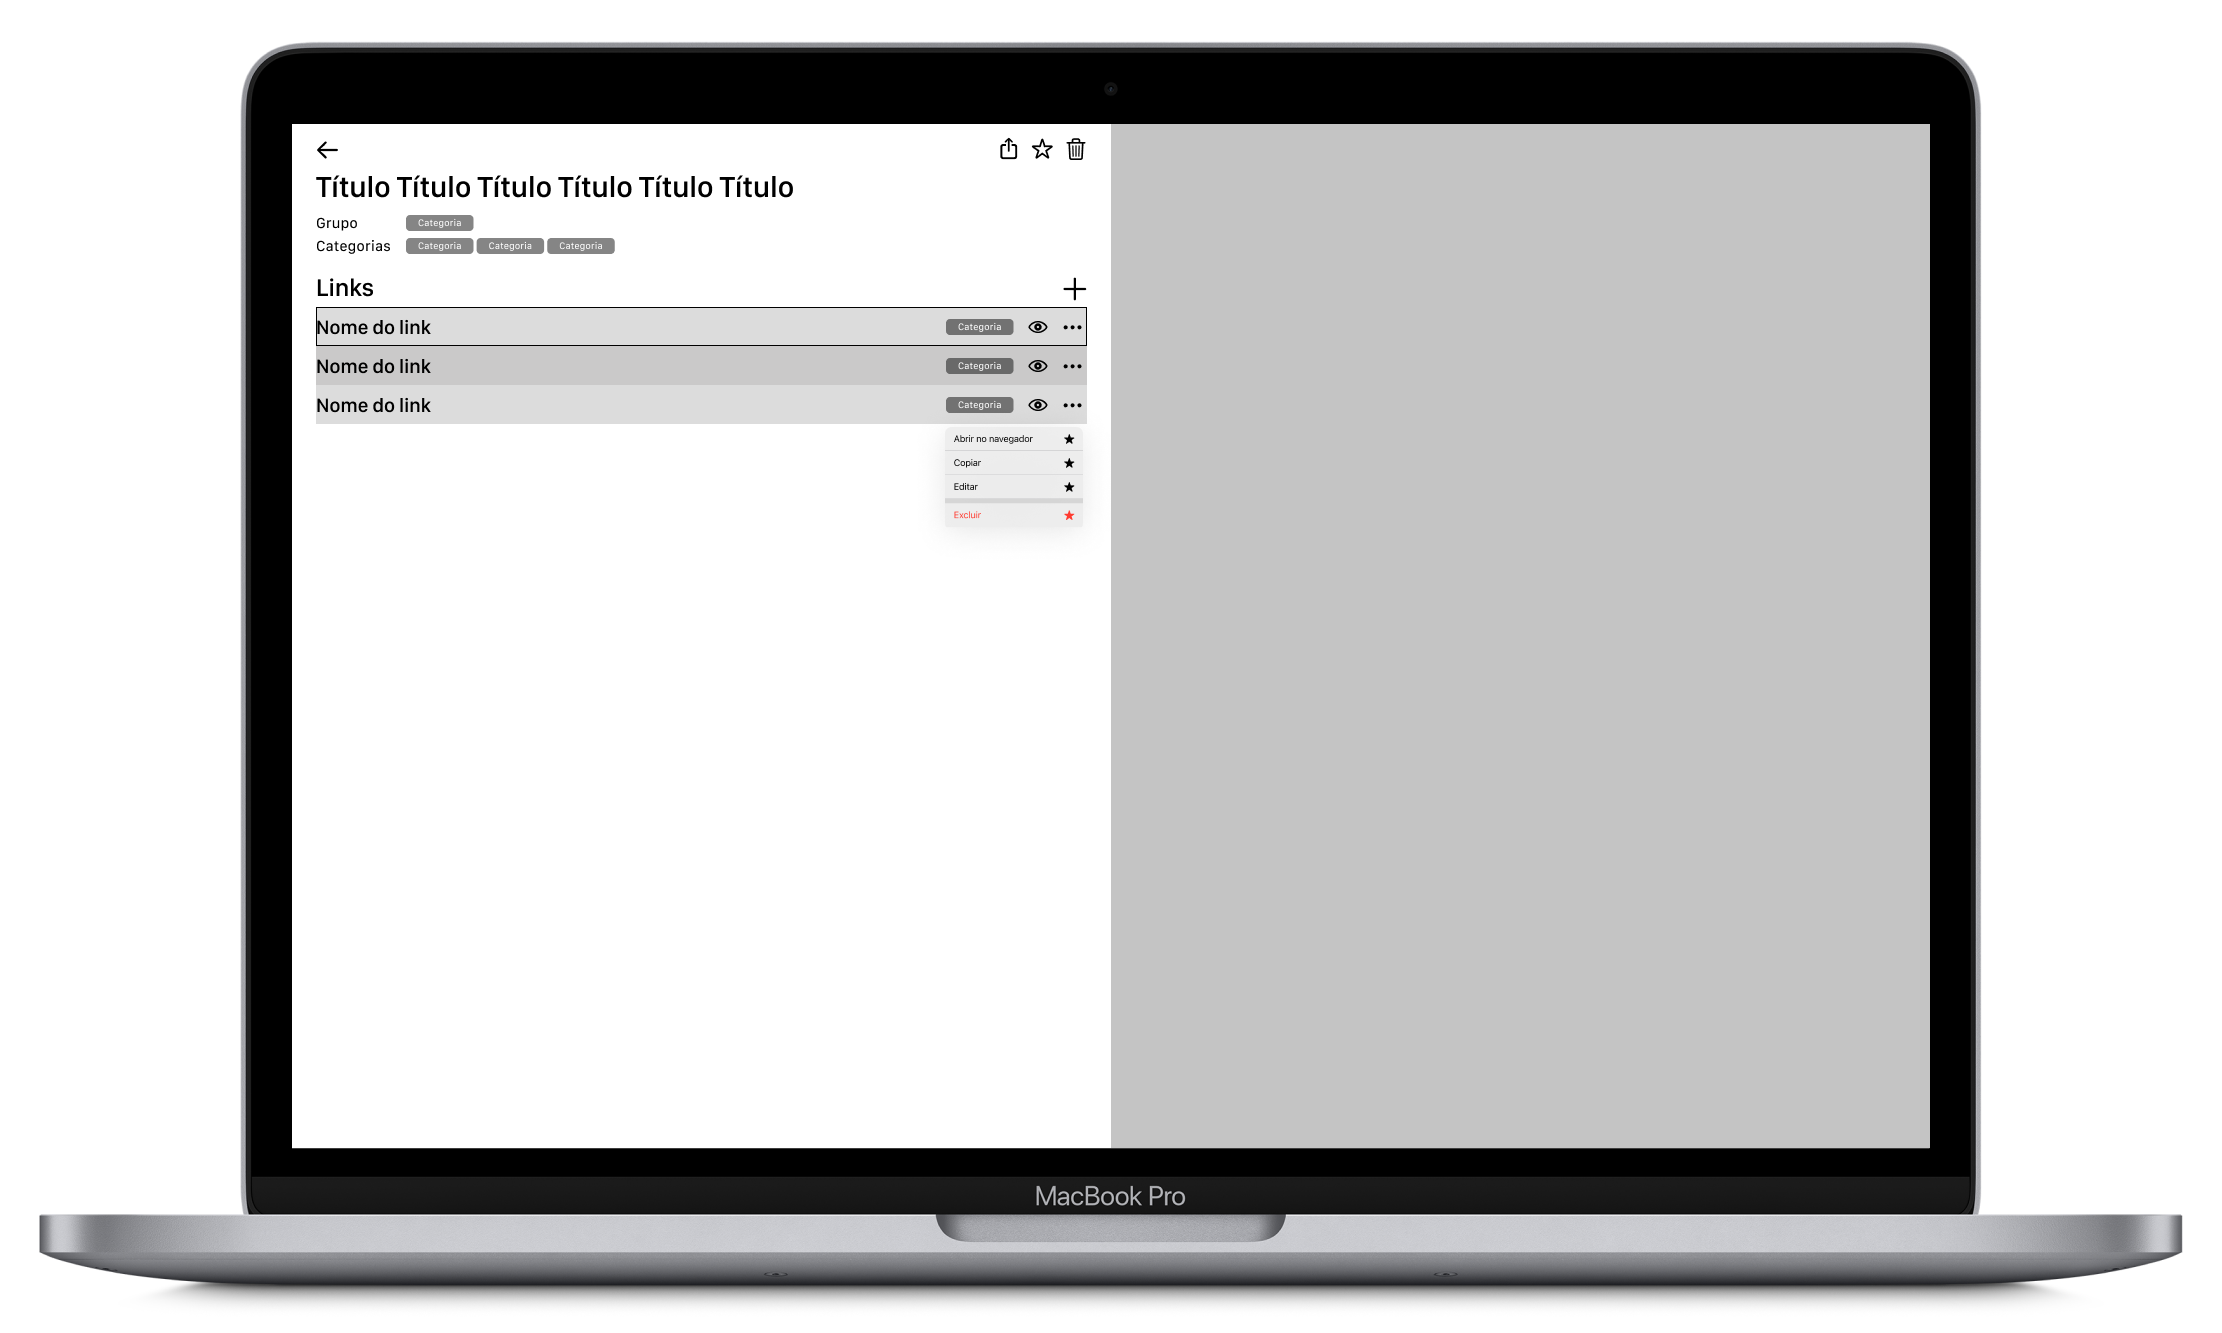 Título Título Título Título Título Título
Grupo Categoria
Categorias Categoria Categoria Categoria
Links
Nome do link Categoria
Nome do link Categoria
Nome do link Categoria
Abrir no navegador
Copiar
Editar
Excluir
MacBook Pro